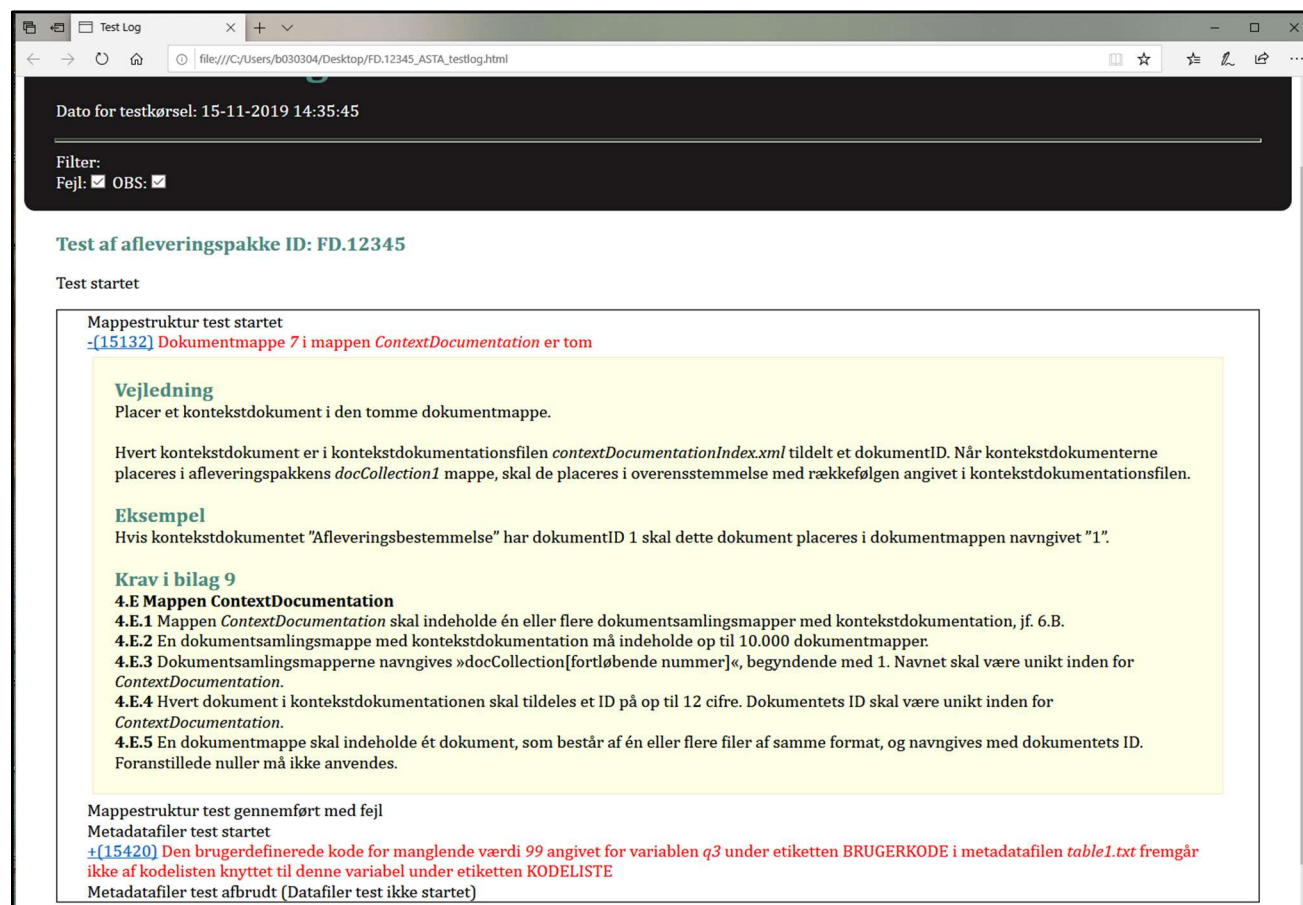 Test Log
file:///C:/Users/b030304/Desktop/FD.12345_ASTA_testlog.html
Dato for testkørsel: 15-11-2019 14:35:45
Filter:
Fejl: OBS:
Test af afleveringspakke ID: FD.12345
Test startet
Mappestruktur test startet
-(15132) Dokumentmappe 7 i mappen ContextDocumentation er tom
Vejledning
Placer et kontekstdokument i den tomme dokumentmappe.
Hvert kontekstdokument er i kontekstdokumentationsfilen contextDocumentationIndex.xml tildelt et dokumentID. Når kontekstdokumenterne
placeres i afleveringspakkens docCollection1 mappe, skal de placeres i overensstemmelse med rækkefølgen angivet i kontekstdokumentationsfilen.
Eksempel
Hvis kontekstdokumentet ”Afleveringsbestemmelse” har dokumentID 1 skal dette dokument placeres i dokumentmappen navngivet ”1”.
Krav i bilag 9
4.E Mappen ContextDocumentation
4.E.1 Mappen ContextDocumentation skal indeholde én eller flere dokumentsamlingsmapper med kontekstdokumentation, jf. 6.B.
4.E.2 En dokumentsamlingsmappe med kontekstdokumentation må indeholde op til 10.000 dokumentmapper.
4.E.3 Dokumentsamlingsmapperne navngives »docCollection[fortløbende nummer]«, begyndende med 1. Navnet skal være unikt inden for
ContextDocumentation.
4.E.4 Hvert dokument i kontekstdokumentationen skal tildeles et ID på op til 12 cifre. Dokumentets ID skal være unikt inden for
ContextDocumentation.
4.E.5 En dokumentmappe skal indeholde ét dokument, som består af én eller flere filer af samme format, og navngives med dokumentets ID.
Foranstillede nuller må ikke anvendes.
Mappestruktur test gennemført med fejl
Metadatafiler test startet
+(15420) Den brugerdefinerede kode for manglende værdi 99 angivet for variablen q3 under etiketten BRUGERKODE i metadatafilen table1.txt fremgår
ikke af kodelisten knyttet til denne variabel under etiketten KODELISTE
Metadatafiler test afbrudt (Datafiler test ikke startet)